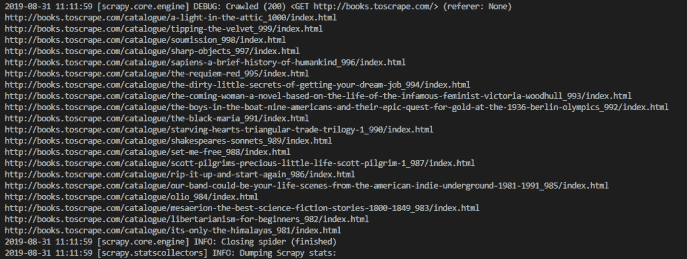 2019-08-31 11:11:59 [scrapy.core.engine] DEBUG: Crawled (200) <GET http://books.toscrape.com/> (referer: None)
http://books.toscrape.com/catalogue/a-light-in-the-attic_1000/index.html
http://books.toscrape.com/catalogue/tipping-the-velvet_999/index.html
http://books.toscrape.com/catalogue/soumission_998/index.html
http://books.toscrape.com/catalogue/sharp-objects_997/index.html
http://books.toscrape.com/catalogue/sapiens-a-brief-history-of-humankind_996/index.html
http://books.toscrape.com/catalogue/the-requiem-red_995/index.html
http://books.toscrape.com/catalogue/the-dirty-little-secrets-of-getting-your-dream-job_994/index.html
http://books.toscrape.com/catalogue/the-coming-woman-a-novel-based-on-the-life-of-the-infamous-feminist-victoria-woodhull_993/index.html
http://books.toscrape.com/catalogue/the-boys-in-the-boat-nine-americans-and-their-epic-quest-for-gold-at-the-1936-berlin-olympics_992/index.html
http://books.toscrape.com/catalogue/the-black-maria_991/index.html
http://books.toscrape.com/catalogue/starving-hearts-triangular-trade-trilogy-1_990/index.html
http://books.toscrape.com/catalogue/shakespeares-sonnets_989/index.html
http://books.toscrape.com/catalogue/set-me-free_988/index.html
http://books.toscrape.com/catalogue/scott-pilgrims-precious-little-life-scott-pilgrim-1_987/index.html
http://books.toscrape.com/catalogue/rip-it-up-and-start-again_986/index.html
http://books.toscrape.com/catalogue/our-band-could-be-your-life-scenes-from-the-american-indie-underground-1981-1991_985/index.html
http://books.toscrape.com/catalogue/olio_984/index.html
http://books.toscrape.com/catalogue/mesaerion-the-best-science-fiction-stories-1800-1849_983/index.html
http://books.toscrape.com/catalogue/libertarianism-for-beginners_982/index.html
http://books.toscrape.com/catalogue/its-only-the-himalayas_981/index.html
2019-08-31 11:11:59 [scrapy.core.engine] INFO: Closing spider (finished)
2019-08-31 11:11:59 [scrapy.statscollectors] INFO: Dumping Scrapy stats: